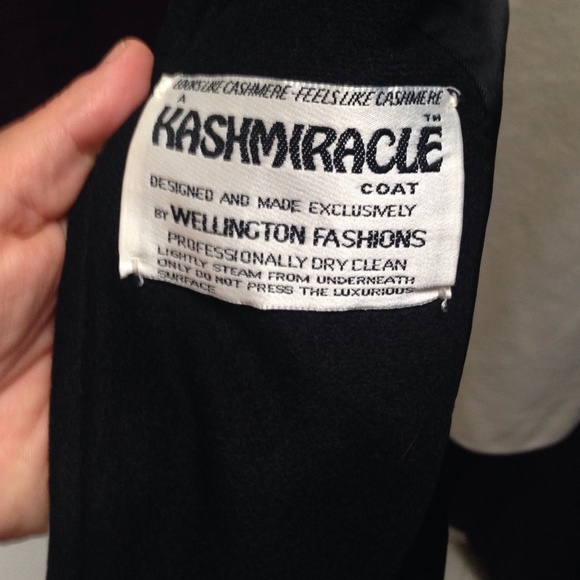 LOOKS LIKE CASHMERE - FEELS LIKE CASHMERE
A
KASHMIRACLE TM
COAT
DESIGNED AND MADE EXCLUSIVELY
BY WELLINGTON FASHIONS
PROFESSIONALLY DRY CLEAN
LIGHTLY STEAM FROM UNDERNEATH
ONLY DO NOT PRESS THE LUXURIOUS
SURFACE